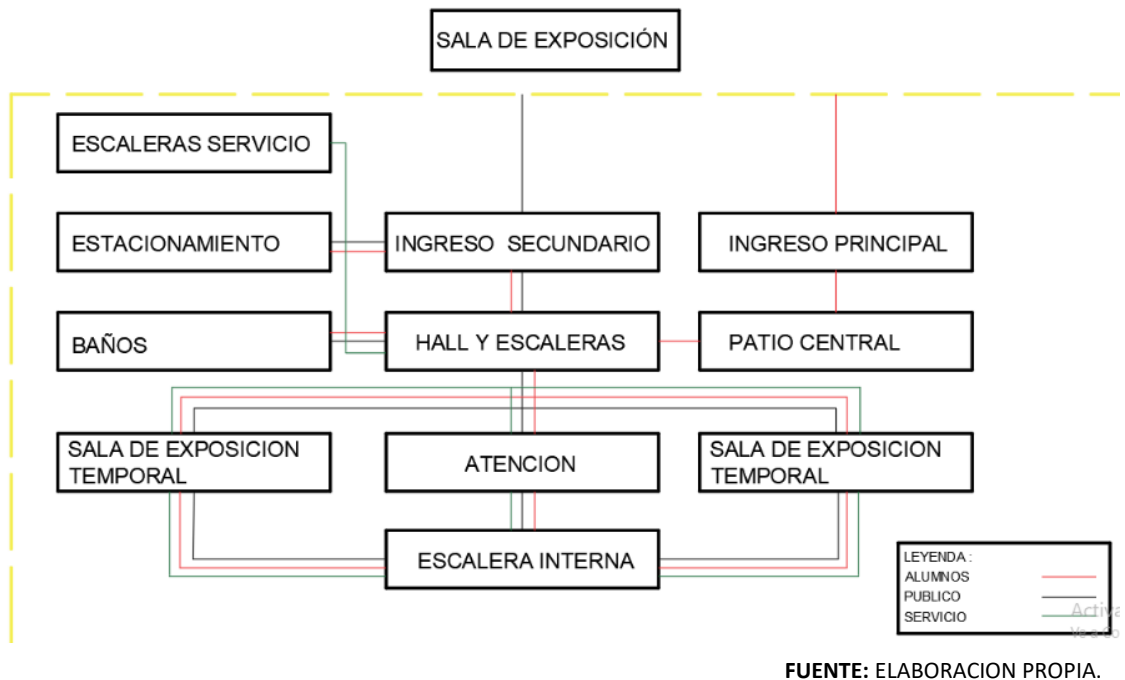 SALA DE EXPOSICIÓN
ESCALERAS SERVICIO
ESTACIONAMIENTO
INGRESO SECUNDARIO
INGRESO PRINCIPAL
BAÑOS
HALL Y ESCALERAS
PATIO CENTRAL
SALA DE EXPOSICION
TEMPORAL
ATENCION
SALA DE EXPOSICION
TEMPORAL
ESCALERA INTERNA
LEYENDA :
ALUMNOS
PUBLICO
SERVICIO
Activa
FUENTE: ELABORACION PROPIA.